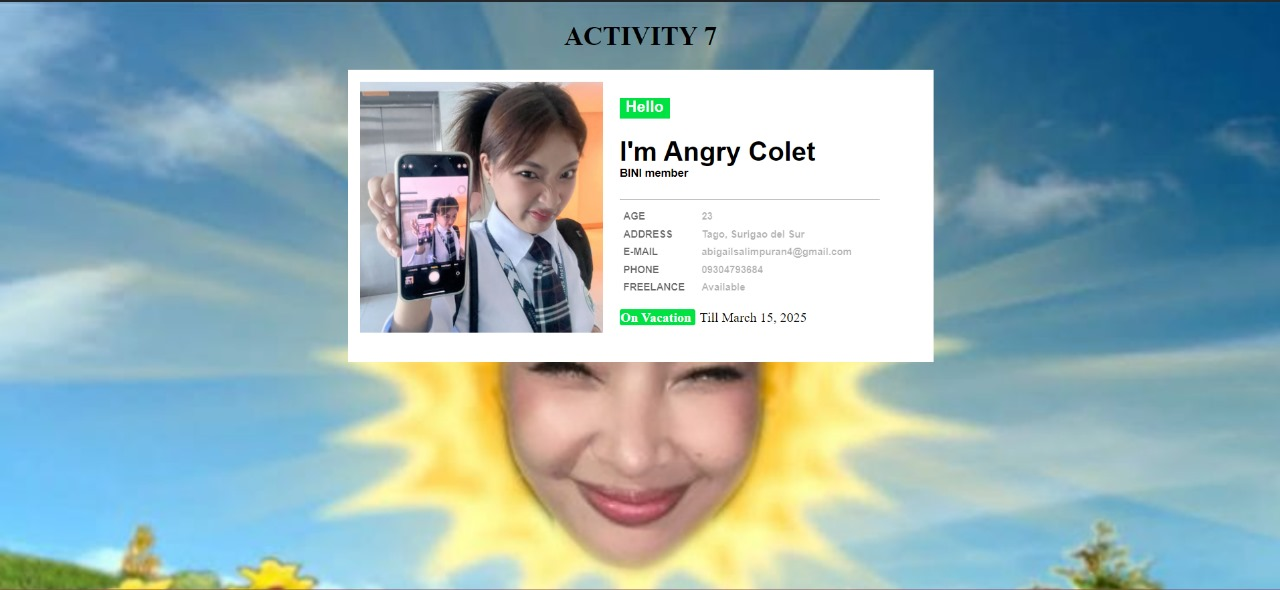 ACTIVITY 7
Hello
I'm Angry Colet
BINI member
AGE 23
ADDRESS Tago, Surigao del Sur
E-MAIL abigailsalimpuran4@gmail.com
PHONE 09304793684
FREELANCE Available
On Vacation Till March 15, 2025